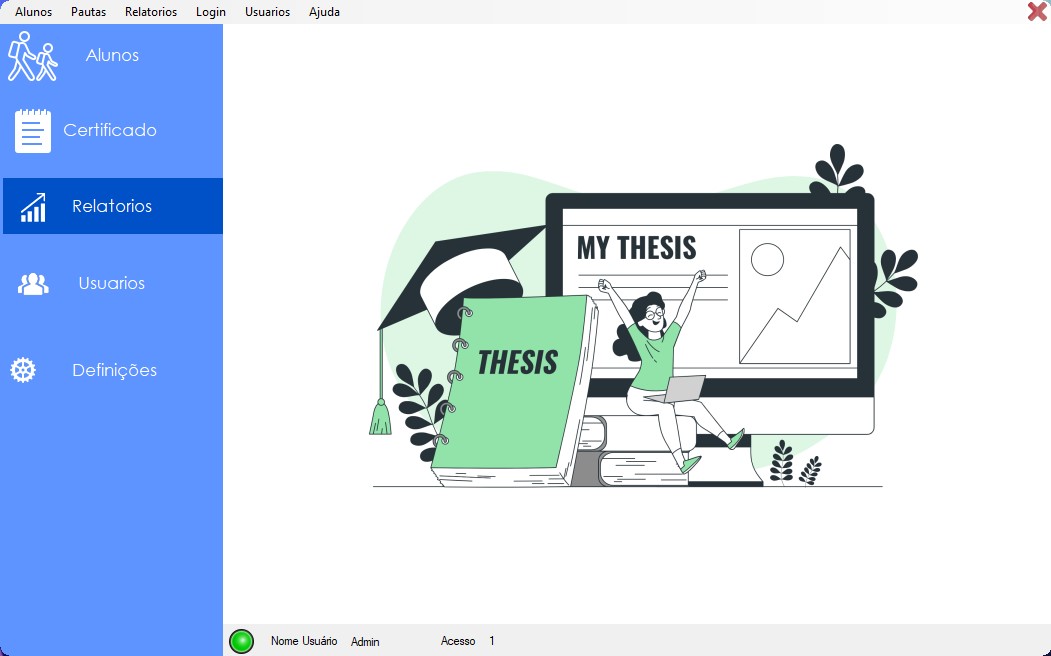 Alunos Pautas Relatorios Login Usuarios Ajuda
Alunos
Certificado
Relatorios
Usuarios
Definições
MY THESIS
THESIS
Nome Usuário Admin Acesso 1